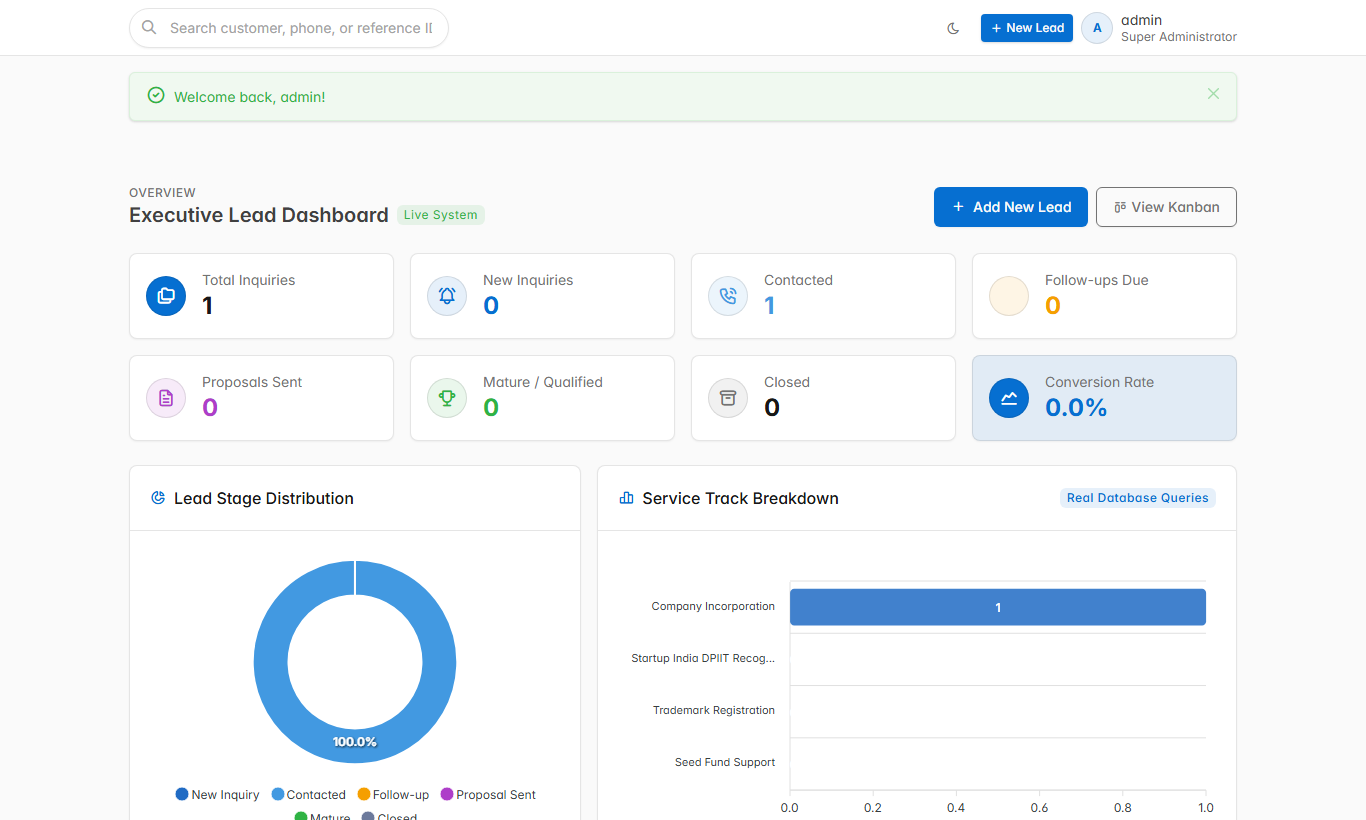 Search customer, phone, or reference ID
+ New Lead
A
admin
Super Administrator
Welcome back, admin!
OVERVIEW
Executive Lead Dashboard
Live System
+ Add New Lead
View Kanban
Total Inquiries
1
New Inquiries
0
Contacted
1
Follow-ups Due
0
Proposals Sent
0
Mature / Qualified
0
Closed
0
Conversion Rate
0.0%
Lead Stage Distribution
100.0%
New Inquiry
Contacted
Follow-up
Proposal Sent
Mature
Closed
Service Track Breakdown
Real Database Queries
Company Incorporation
1
Startup India DPIIT Recog...
Trademark Registration
Seed Fund Support
0.0
0.2
0.4
0.6
0.8
1.0